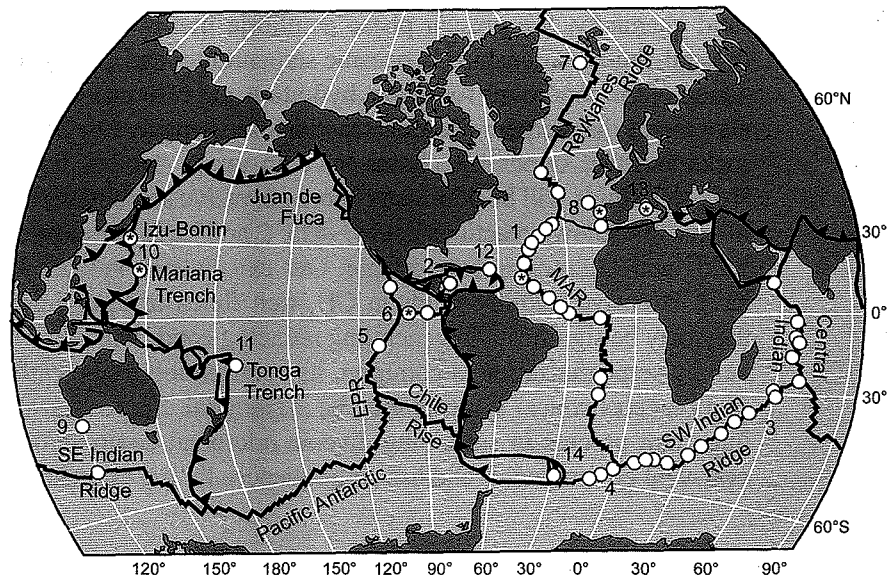 7
Reykjanes
Ridge
60°N
Juan de
Fuca
8
13
1
30°
Izu-Bonin
10
Mariana
Trench
2
12
MAR
6
0°
11
Tonga
Trench
5
EPR
Chile
Rise
Central
Indian
30°
9
SE Indian
Ridge
Pacific Antarctic
14
4
SW Indian
Ridge
3
60°S
120° 150° 180° 150° 120° 90° 60° 30° 0° 30° 60° 90°